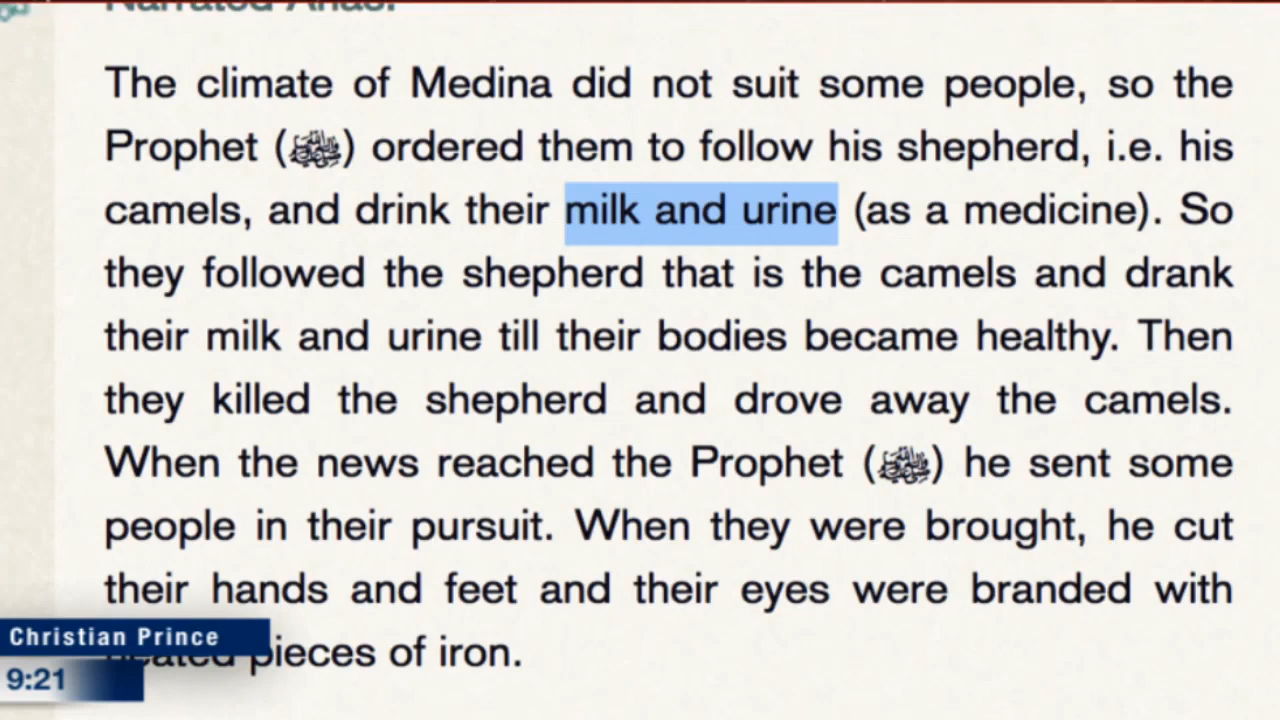 Narrated Anas:
The climate of Medina did not suit some people, so the
Prophet (ﷺ) ordered them to follow his shepherd, i.e. his
camels, and drink their milk and urine (as a medicine). So
they followed the shepherd that is the camels and drank
their milk and urine till their bodies became healthy. Then
they killed the shepherd and drove away the camels.
When the news reached the Prophet (ﷺ) he sent some
people in their pursuit. When they were brought, he cut
their hands and feet and their eyes were branded with
heated pieces of iron.
Christian Prince
9:21